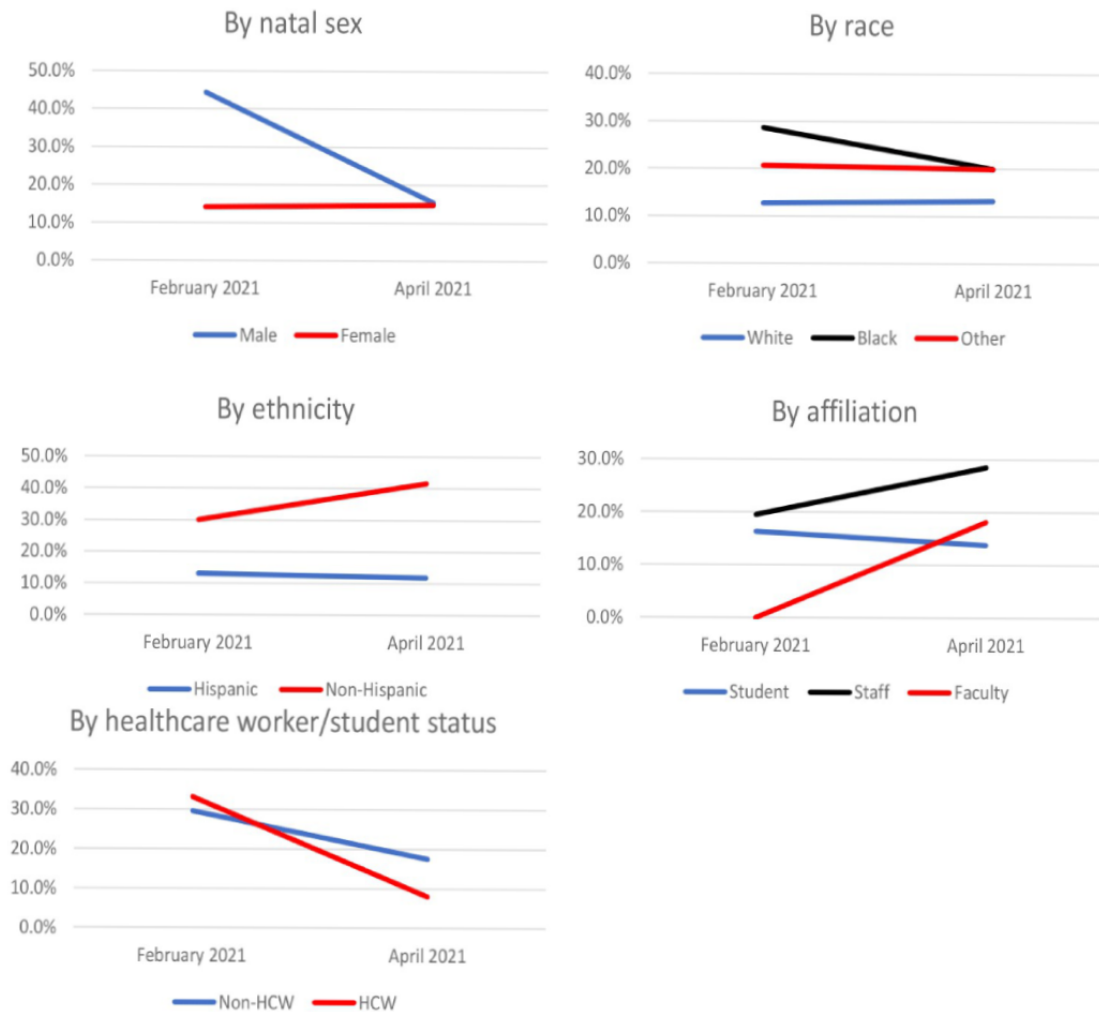 By natal sex
50.0%
40.0%
30.0%
20.0%
10.0%
0.0%
February 2021 April 2021
Male Female
By race
40.0%
30.0%
20.0%
10.0%
0.0%
February 2021 April 2021
White Black Other
By ethnicity
50.0%
40.0%
30.0%
20.0%
10.0%
0.0%
February 2021 April 2021
Hispanic Non-Hispanic
By affiliation
30.0%
20.0%
10.0%
0.0%
February 2021 April 2021
Student Staff Faculty
By healthcare worker/student status
40.0%
30.0%
20.0%
10.0%
0.0%
February 2021 April 2021
Non-HCW HCW